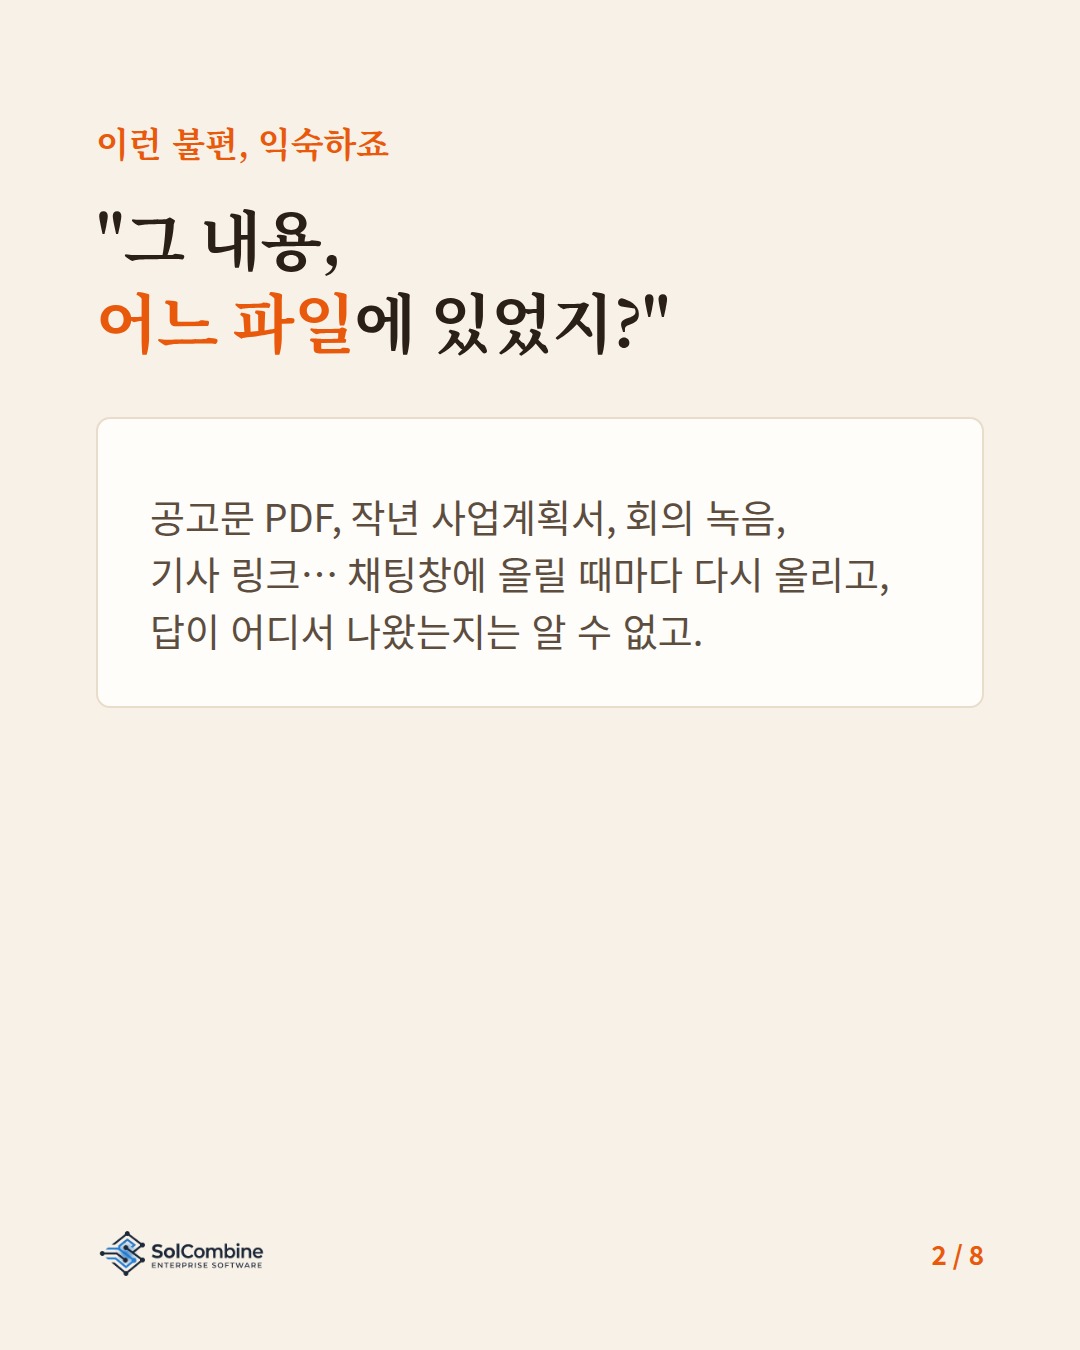 이런 불편, 익숙하죠
"그 내용,
어느 파일에 있었지?"
공고문 PDF, 작년 사업계획서, 회의 녹음,
기사 링크… 채팅창에 올릴 때마다 다시 올리고,
답이 어디서 나왔는지는 알 수 없고.
SolCombine
ENTERPRISE SOFTWARE
2 / 8